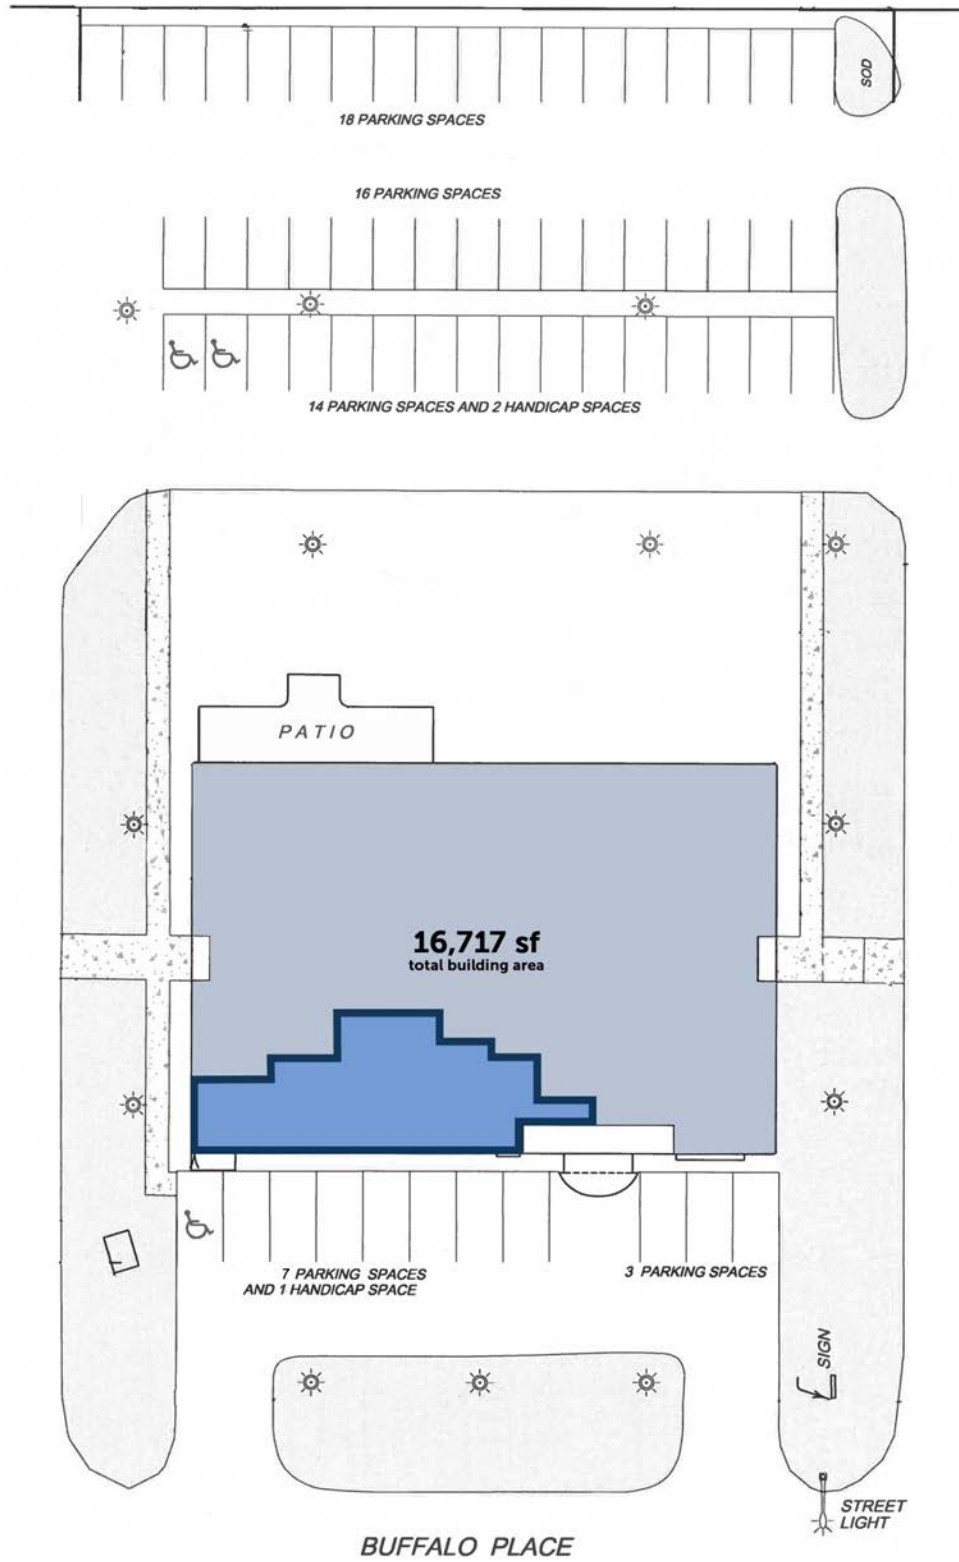 SOD
18 PARKING SPACES
16 PARKING SPACES
14 PARKING SPACES AND 2 HANDICAP SPACES
PATIO
16,717 sf
total building area
7 PARKING SPACES
AND 1 HANDICAP SPACE
3 PARKING SPACES
SIGN
STREET
LIGHT
BUFFALO PLACE